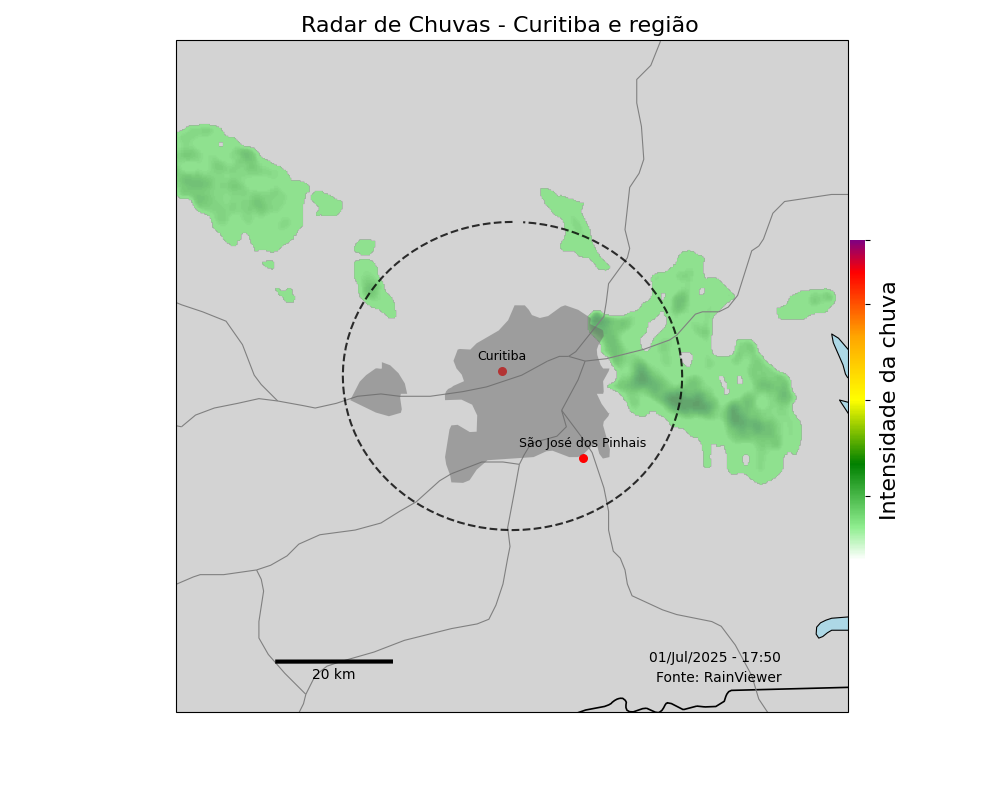 Radar de Chuvas - Curitiba e região
Curitiba
São José dos Pinhais
Intensidade da chuva
20 km
01/Jul/2025 - 17:50
Fonte: RainViewer